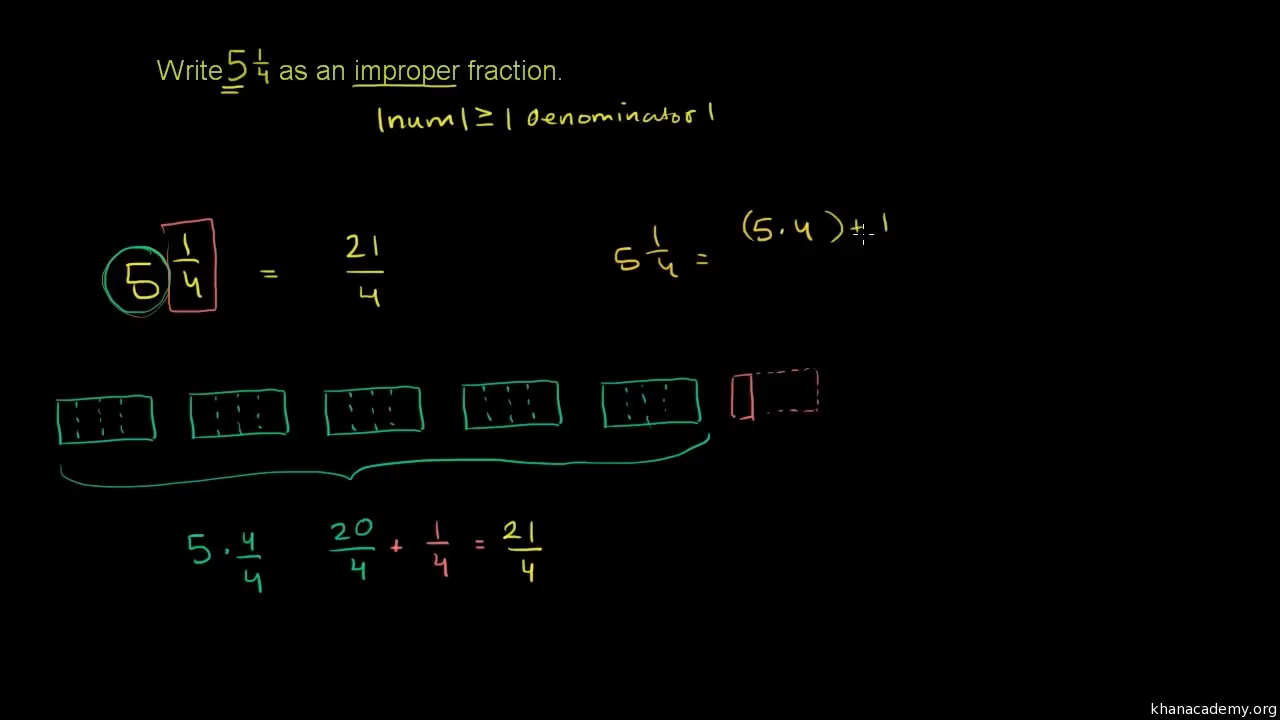 Write 5 1/4 as an improper fraction.
|num| ≥ | denominator |
5 1/4 = 21/4
5 1/4 = (5·4)+1
5 · 4/4 20/4 + 1/4 = 21/4
khanacademy.org